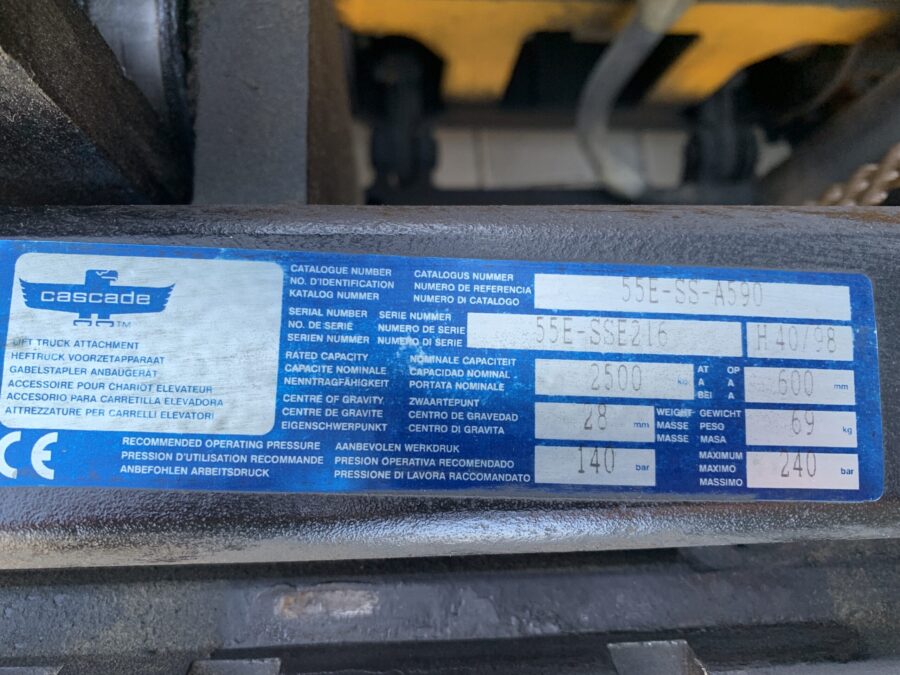 cascade
TM
LIFT TRUCK ATTACHMENT
HEFTRUCK VOORZETAPPARAAT
GABELSTAPLER ANBAUGERÄT
ACCESSOIRE POUR CHARIOT ELEVATEUR
ACCESORIO PARA CARRETILLA ELEVADORA
ATTREZZATURE PER CARRELLI ELEVATORI
CE
CATALOGUE NUMBER CATALOGUS NUMMER
NO. D'IDENTIFICATION NUMERO DE REFERENCIA
KATALOG NUMMER NUMERO DI CATALOGO
55E-SS-A590
SERIAL NUMBER SERIE NUMMER
NO. DE SERIÈ NUMERO DE SERIE
SERIEN NUMMER NUMERO DI SERIE
55E-SSE216 H 40/98
RATED CAPACITY NOMINALE CAPACITEIT
CAPACITE NOMINALE CAPACIDAD NOMINAL
NENNTRAGFÄHIGKEIT PORTATA NOMINALE
2500 kg
AT OP
A A
BEI A
600 mm
CENTRE OF GRAVITY ZWAARTEPUNT
CENTRE DE GRAVITE CENTRO DE GRAVEDAD
EIGENSCHWERPUNKT CENTRO DI GRAVITA
28 mm
WEIGHT GEWICHT
MASSE PESO
MASSE MASA
69 kg
RECOMMENDED OPERATING PRESSURE AANBEVOLEN WERKDRUK
PRESSION D'UTILISATION RECOMMANDE PRESION OPERATIVA RECOMENDADO
ANBEFOHLEN ARBEITSDRUCK PRESSIONE DI LAVORA RACCOMANDATO
140 bar
MAXIMUM
MAXIMO
MASSIMO
240 bar